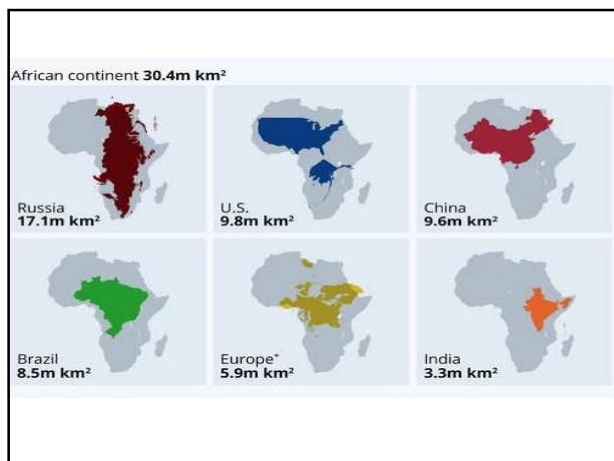 African continent 30.4m km²
Russia
17.1m km²
U.S.
9.8m km²
China
9.6m km²
Brazil
8.5m km²
Europe*
5.9m km²
India
3.3m km²